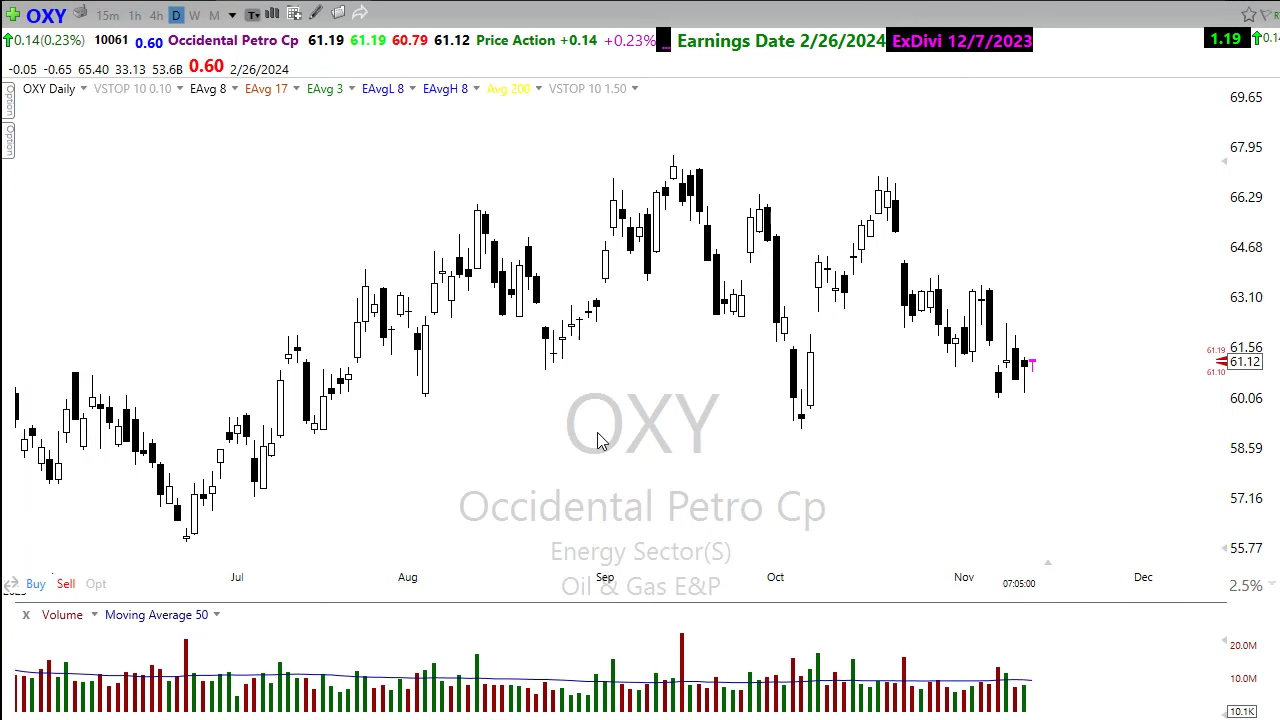 OXY 15m 1h 4h D W M
0.14(0.23%) 10061 0.60 Occidental Petro Cp 61.19 61.19 60.79 61.12 Price Action +0.14 +0.23% ... Earnings Date 2/26/2024 ExDivi 12/7/2023 1.19 0.14
-0.05 -0.65 65.40 33.13 53.6B 0.60 2/26/2024
OXY Daily VSTOP 10 0.10 EAvg 8 EAvg 17 EAvg 3 EAvgL 8 EAvgH 8 Avg 200 VSTOP 10 1.50
Option
Option
69.65
67.95
66.29
64.68
63.10
61.56
61.19
61.12
61.10
60.06
58.59
57.16
55.77
OXY
Occidental Petro Cp
Energy Sector(S)
Oil & Gas E&P
Jul Aug Sep Oct Nov Dec
07:05:00
Buy Sell Opt
2.5%
X Volume Moving Average 50
20.0M
10.0M
10.1K